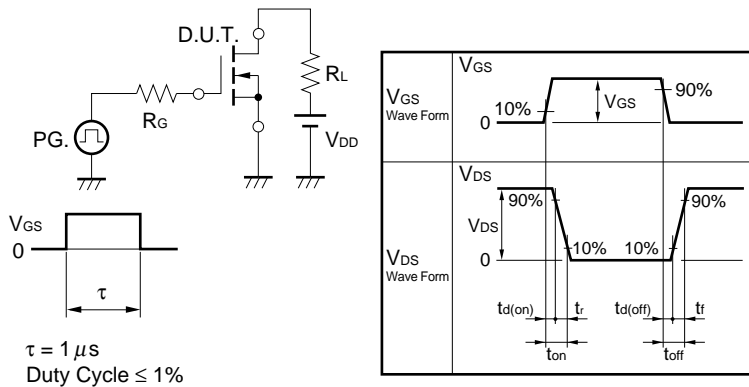 D.U.T.
RL
RG
PG.
VDD
VGS
0
τ
τ = 1 μs
Duty Cycle ≤ 1%
VGS
Wave Form
VGS
10%
VGS
90%
0
VDS
Wave Form
VDS
90%
VDS
90%
10%
10%
0
td(on)
tr
td(off)
tf
ton
toff